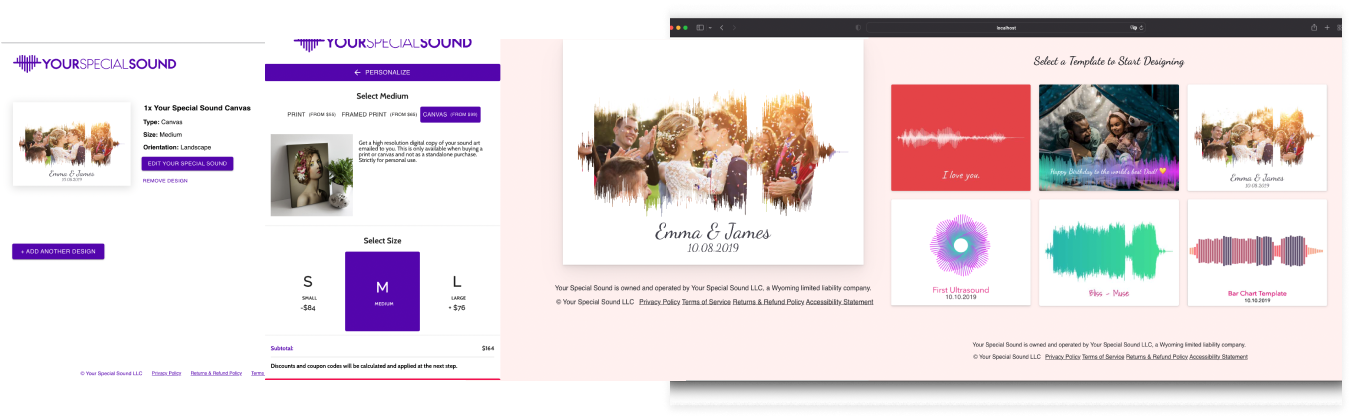 YOURSPECIALSOUND
1x Your Special Sound Canvas
Type: Canvas
Size: Medium
Orientation: Landscape
EDIT YOUR SPECIAL SOUND
REMOVE DESIGN
Emma & James
10.08.2019
+ ADD ANOTHER DESIGN
© Your Special Sound LLC Privacy Policy Returns & Refund Policy Terms
YOURSPECIALSOUND
← PERSONALIZE
Select Medium
PRINT (FROM $55) FRAMED PRINT (FROM $66) CANVAS (FROM $99)
Get a high resolution digital copy of your sound art
emailed to you. This is only available when buying a
print or canvas and not as a standalone purchase,
Strictly for personal use.
Select Size
S
SMALL
-$84
M
MEDIUM
L
LARGE
+ $76
Subtotal: $164
Discounts and coupon codes will be calculated and applied at the next step.
Emma & James
10.08.2019
Your Special Sound is owned and operated by Your Special Sound LLC, a Wyoming limited liability company.
© Your Special Sound LLC Privacy Policy Terms of Service Returns & Refund Policy Accessibility Statement
localhost
Select a Template to Start Designing
I love you.
Happy Birthday to the world's best Dad! 💛
Emma & James
10.08.2019
First Ultrasound
10.10.2019
Bliss - Muse
Bar Chart Template
10.10.2019
Your Special Sound is owned and operated by Your Special Sound LLC, a Wyoming limited liability company.
© Your Special Sound LLC Privacy Policy Terms of Service Returns & Refund Policy Accessibility Statement